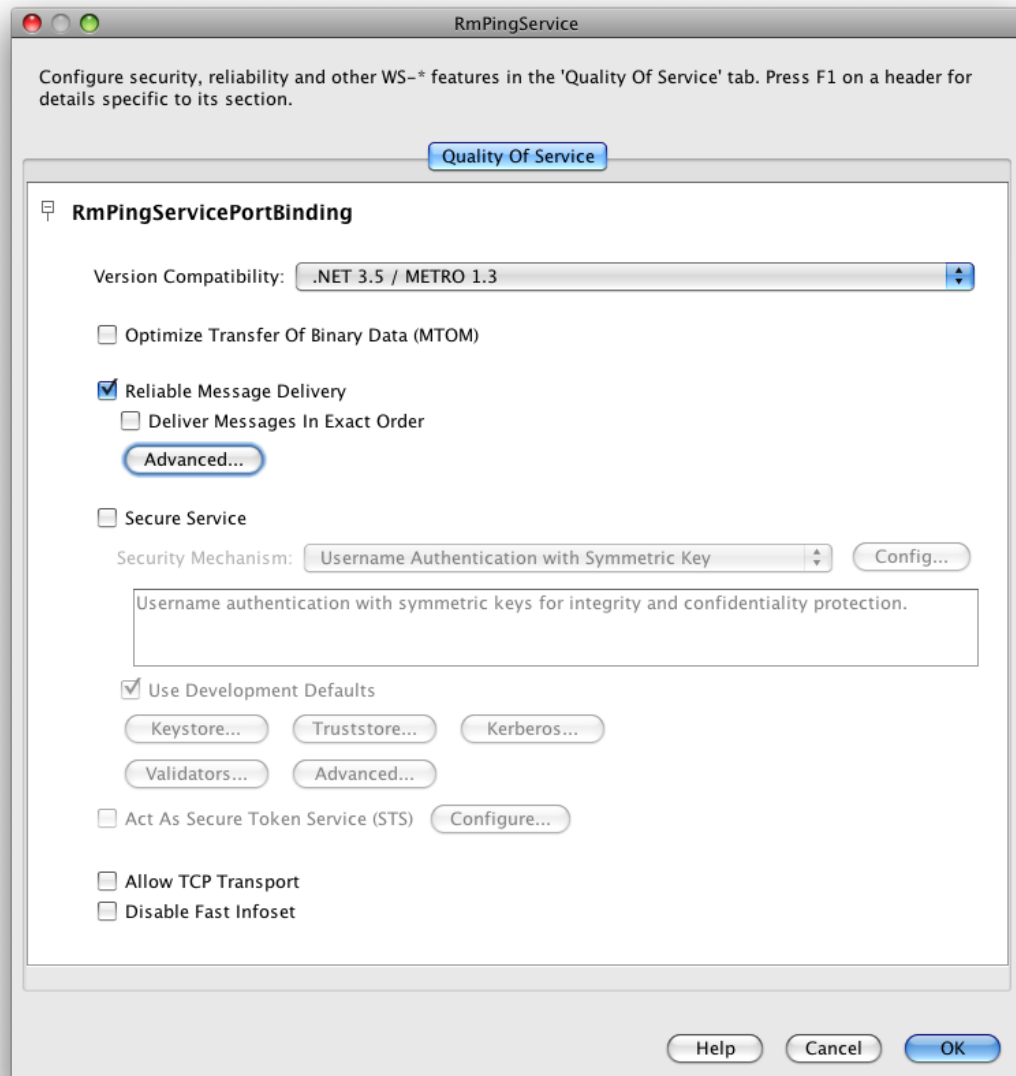 RmPingService
Configure security, reliability and other WS-* features in the 'Quality Of Service' tab. Press F1 on a header for
details specific to its section.
Quality Of Service
RmPingServicePortBinding
Version Compatibility: .NET 3.5 / METRO 1.3
Optimize Transfer Of Binary Data (MTOM)
Reliable Message Delivery
Deliver Messages In Exact Order
Advanced...
Secure Service
Security Mechanism: Username Authentication with Symmetric Key Config...
Username authentication with symmetric keys for integrity and confidentiality protection.
Use Development Defaults
Keystore... Truststore... Kerberos...
Validators... Advanced...
Act As Secure Token Service (STS) Configure...
Allow TCP Transport
Disable Fast Infoset
Help Cancel OK